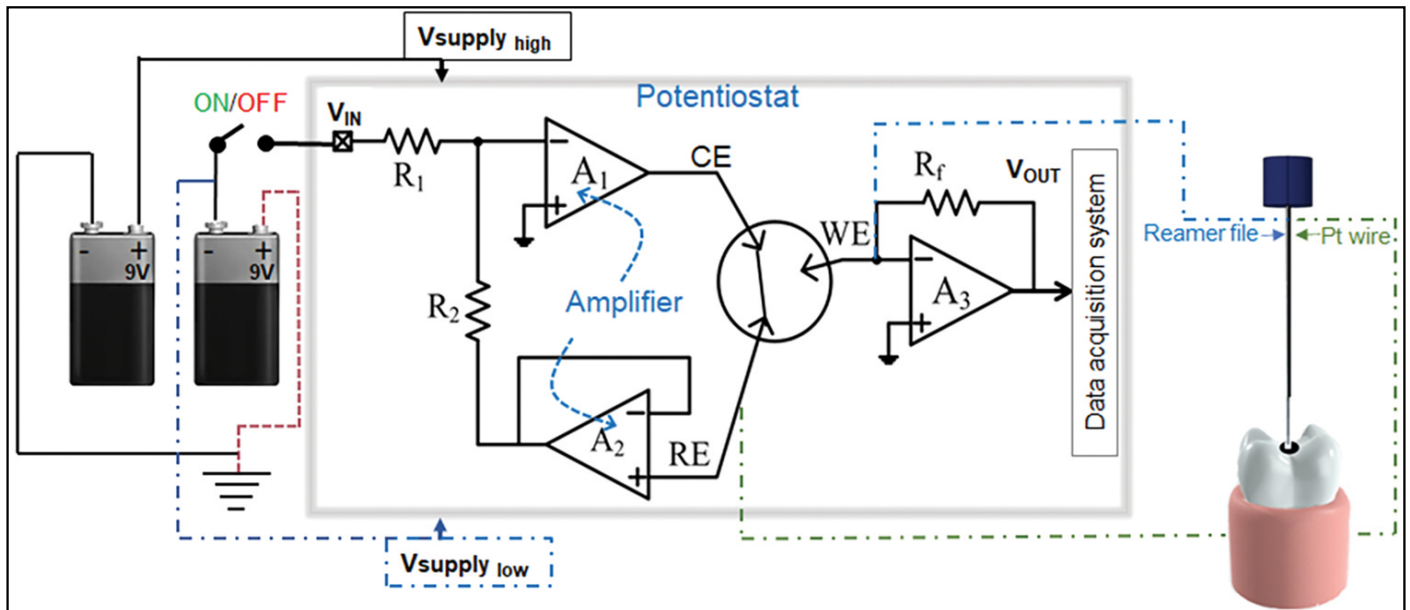 Vsupply high
Potentiostat
ON/OFF
VIN
R1
A1
CE
Rf
VOUT
Data acquisition system
- +
9V
- +
9V
WE
A3
Reamer file
Pt wire
R2
Amplifier
A2
RE
Vsupply low